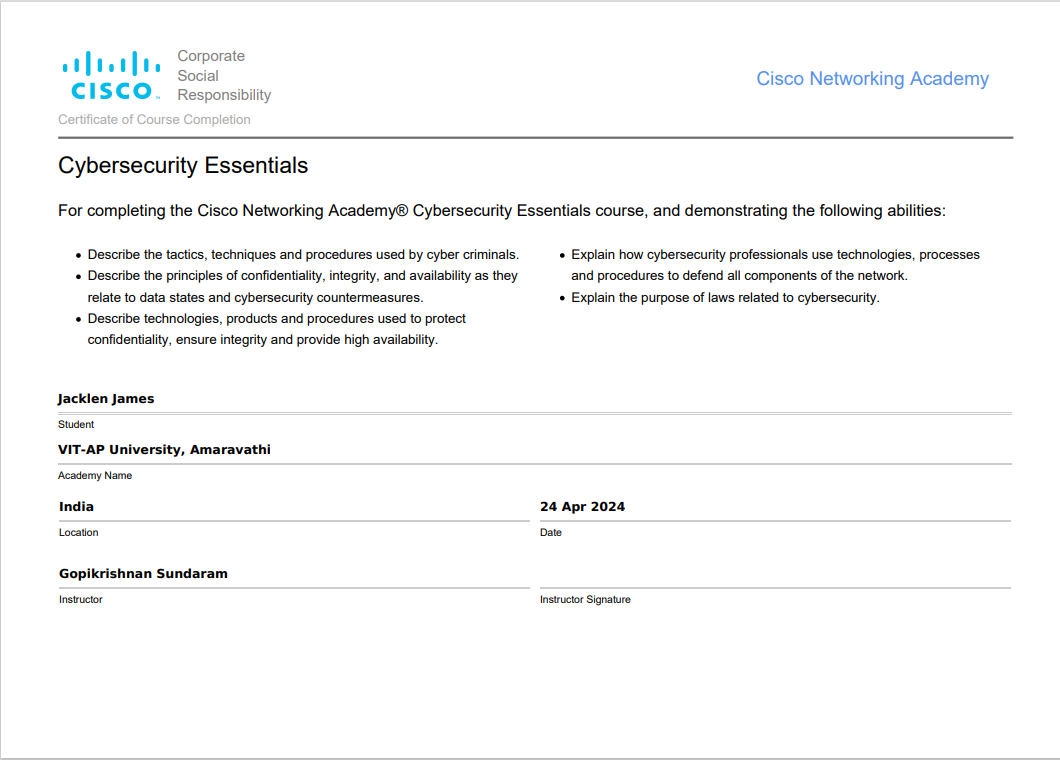 Corporate
Social
Responsibility
CISCO
Cisco Networking Academy
Certificate of Course Completion
Cybersecurity Essentials
For completing the Cisco Networking Academy® Cybersecurity Essentials course, and demonstrating the following abilities:
• Describe the tactics, techniques and procedures used by cyber criminals.
• Describe the principles of confidentiality, integrity, and availability as they
relate to data states and cybersecurity countermeasures.
• Describe technologies, products and procedures used to protect
confidentiality, ensure integrity and provide high availability.
• Explain how cybersecurity professionals use technologies, processes
and procedures to defend all components of the network.
• Explain the purpose of laws related to cybersecurity.
Jacklen James
Student
VIT-AP University, Amaravathi
Academy Name
India
Location
24 Apr 2024
Date
Gopikrishnan Sundaram
Instructor
Instructor Signature